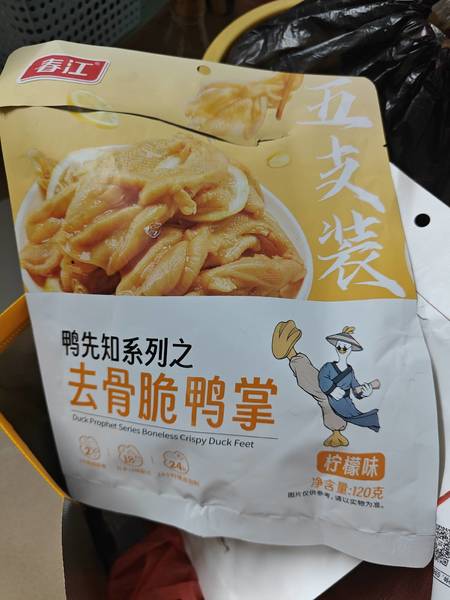 春江
五支装
鸭先知系列之
去骨脆鸭掌
Duck Prophet Series Boneless Crispy Duck Feet
24
柠檬味
净含量:120克
图片仅供参考，请以实物为准。